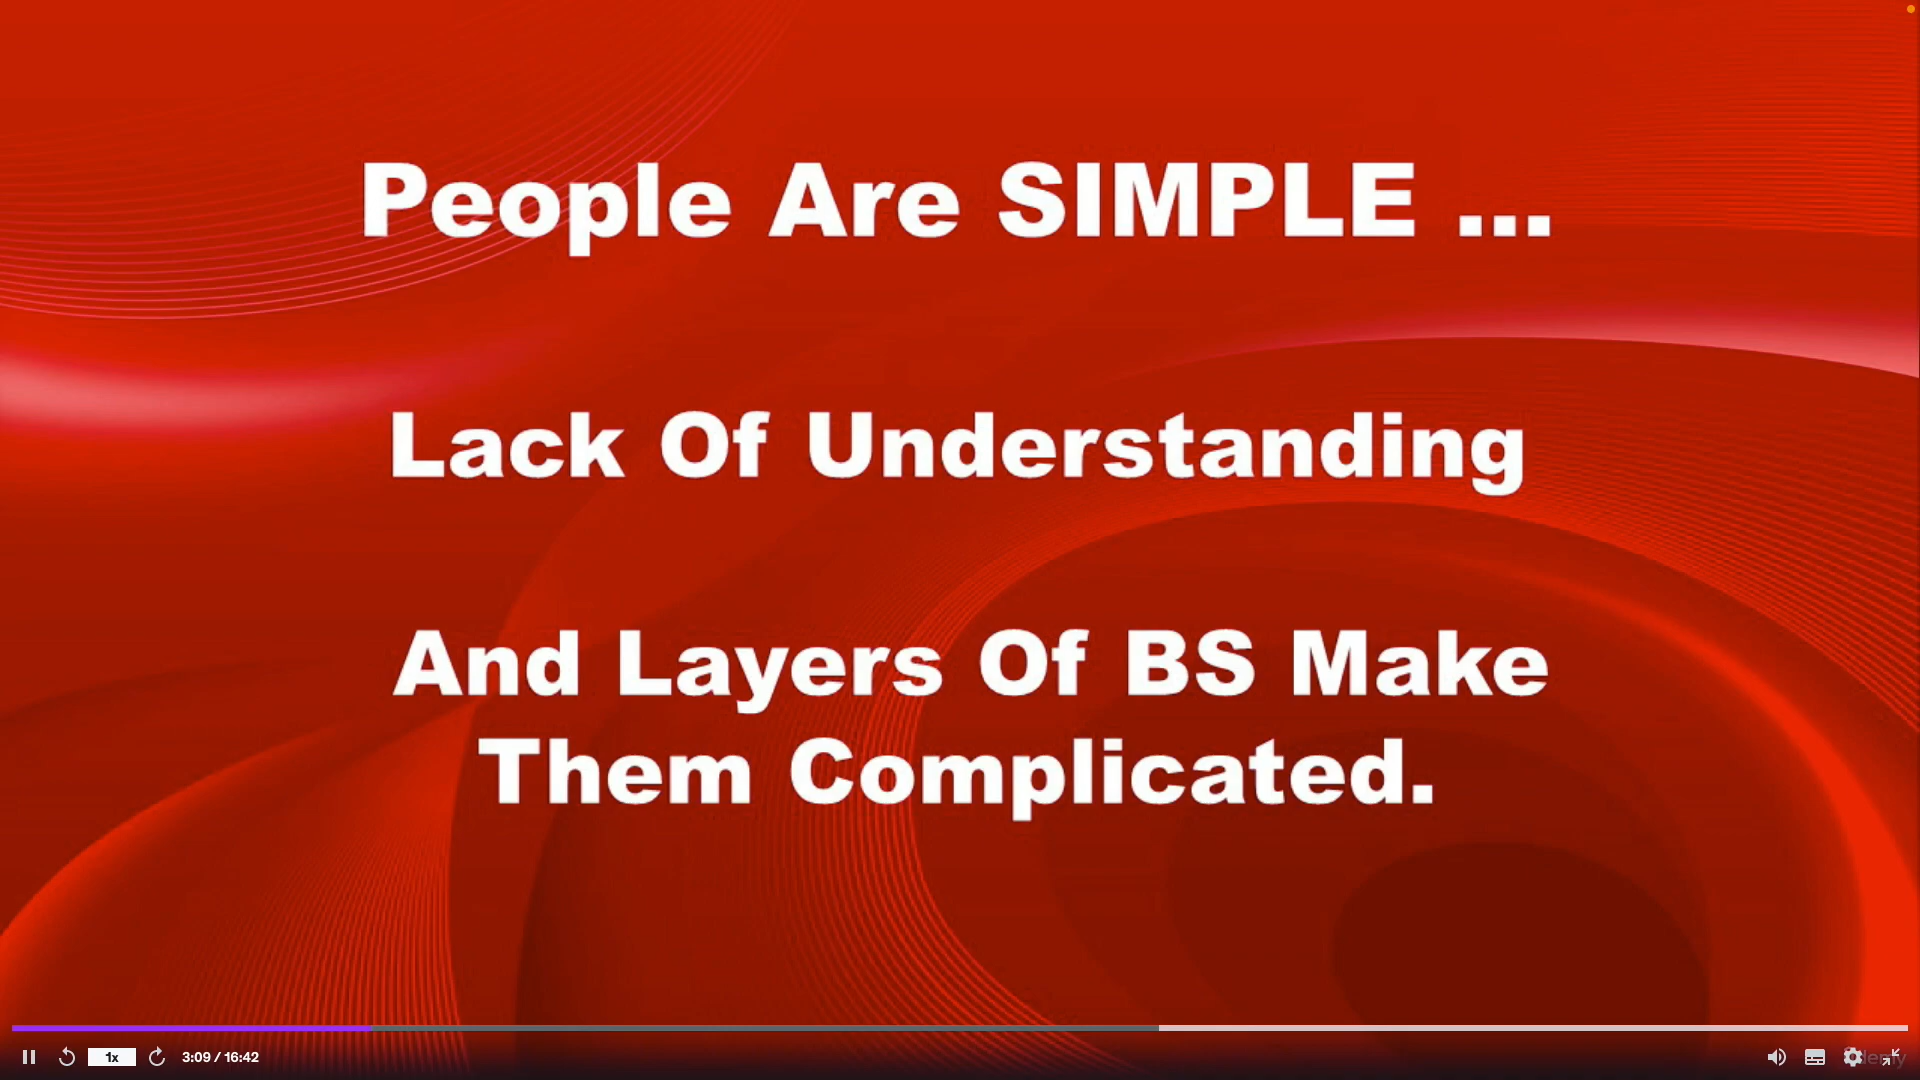 People Are SIMPLE ...
Lack Of Understanding
And Layers Of BS Make
Them Complicated.
1x
3:09 / 16:42